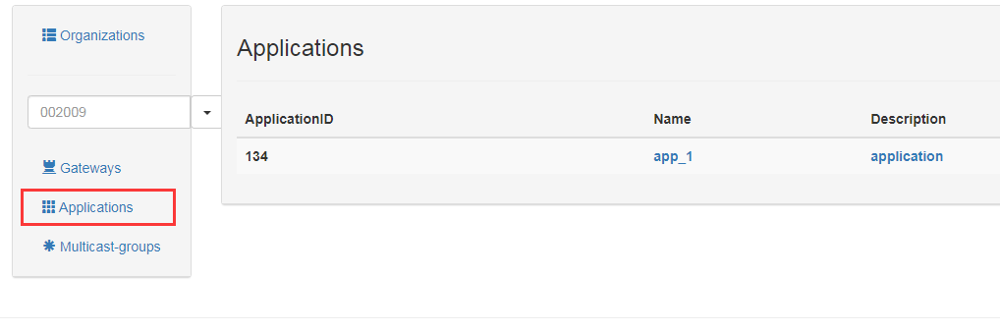 Organizations
002009
Gateways
Applications
Multicast-groups
Applications
ApplicationID Name Description
134 app_1 application